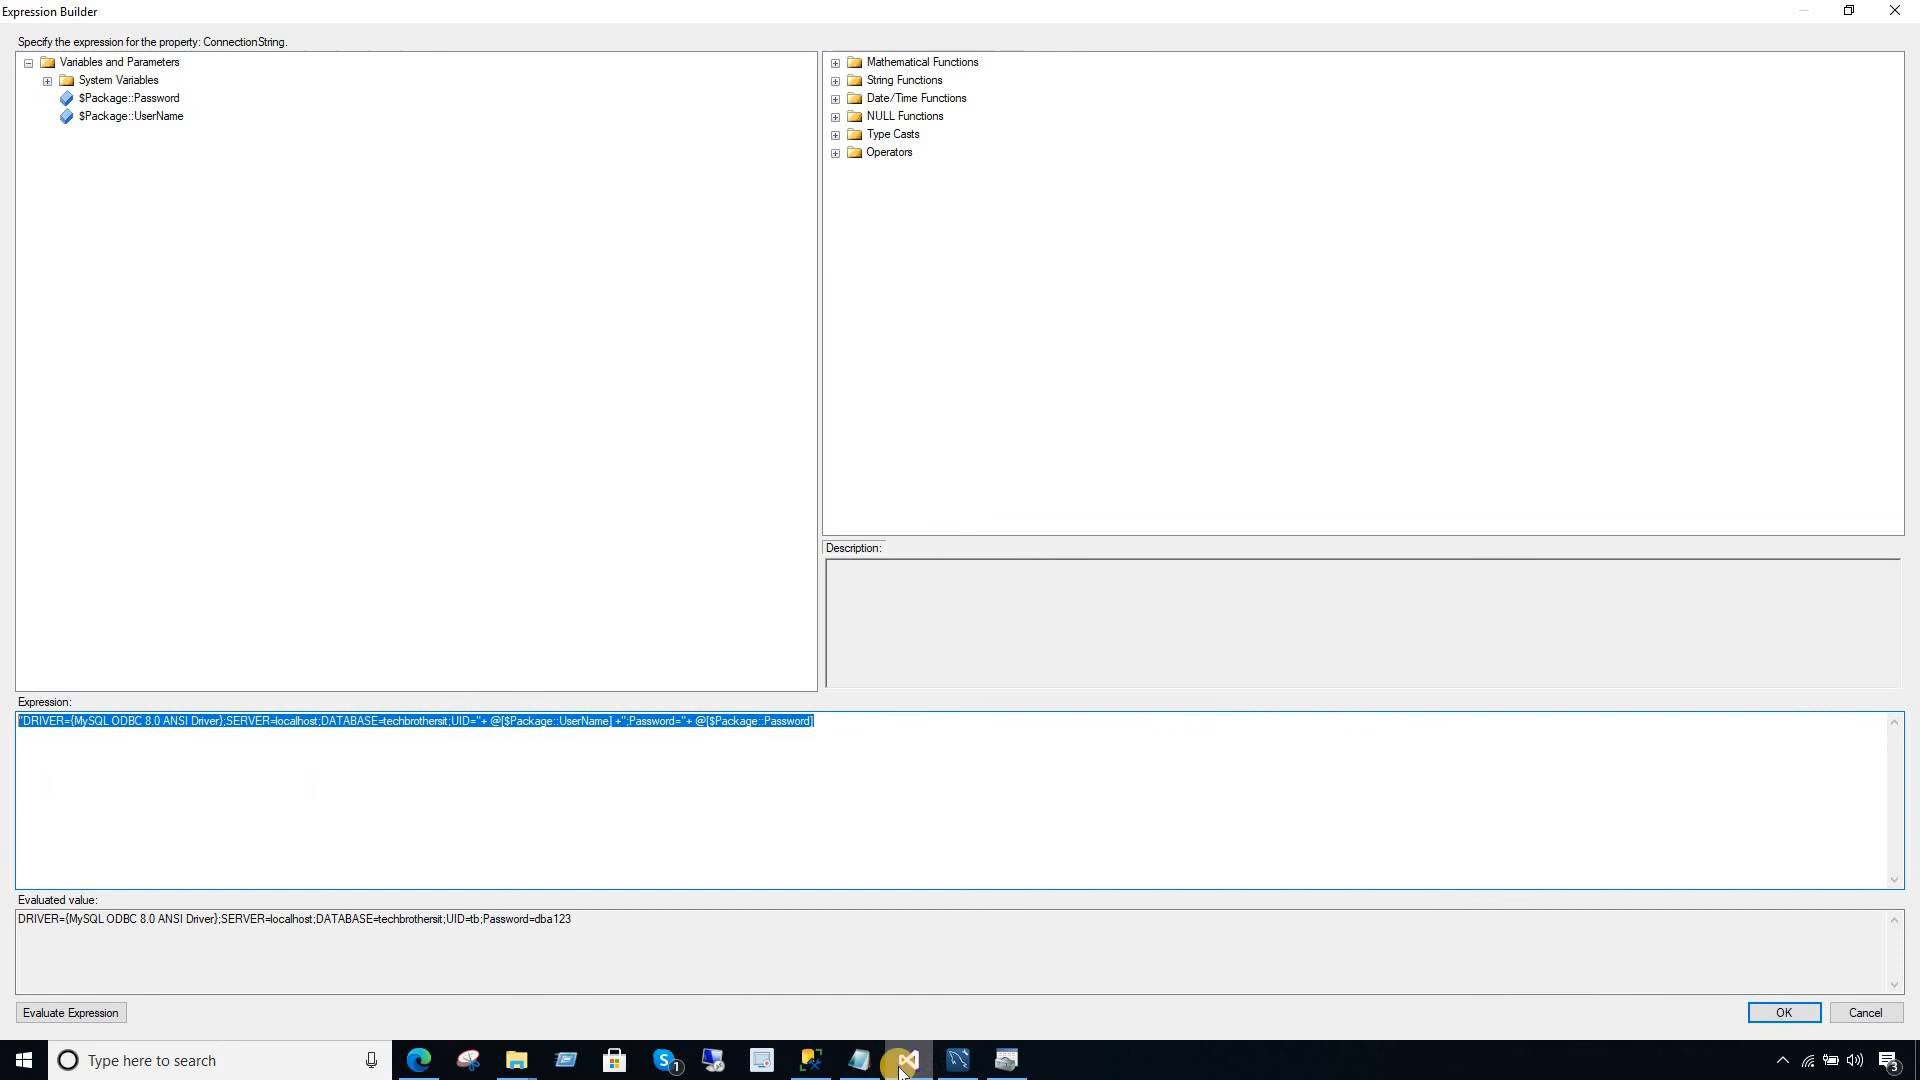 Expression Builder
Specify the expression for the property: ConnectionString.
Variables and Parameters
System Variables
$Package::Password
$Package::UserName
Mathematical Functions
String Functions
Date/Time Functions
NULL Functions
Type Casts
Operators
Description:
Expression:
"DRIVER={MySQL ODBC 8.0 ANSI Driver};SERVER=localhost;DATABASE=techbrothersit;UID="+ @[$Package::UserName] +";Password="+ @[$Package::Password]
Evaluated value:
DRIVER={MySQL ODBC 8.0 ANSI Driver};SERVER=localhost;DATABASE=techbrothersit;UID=tb;Password=dba123
Evaluate Expression
OK
Cancel
Type here to search
1
3